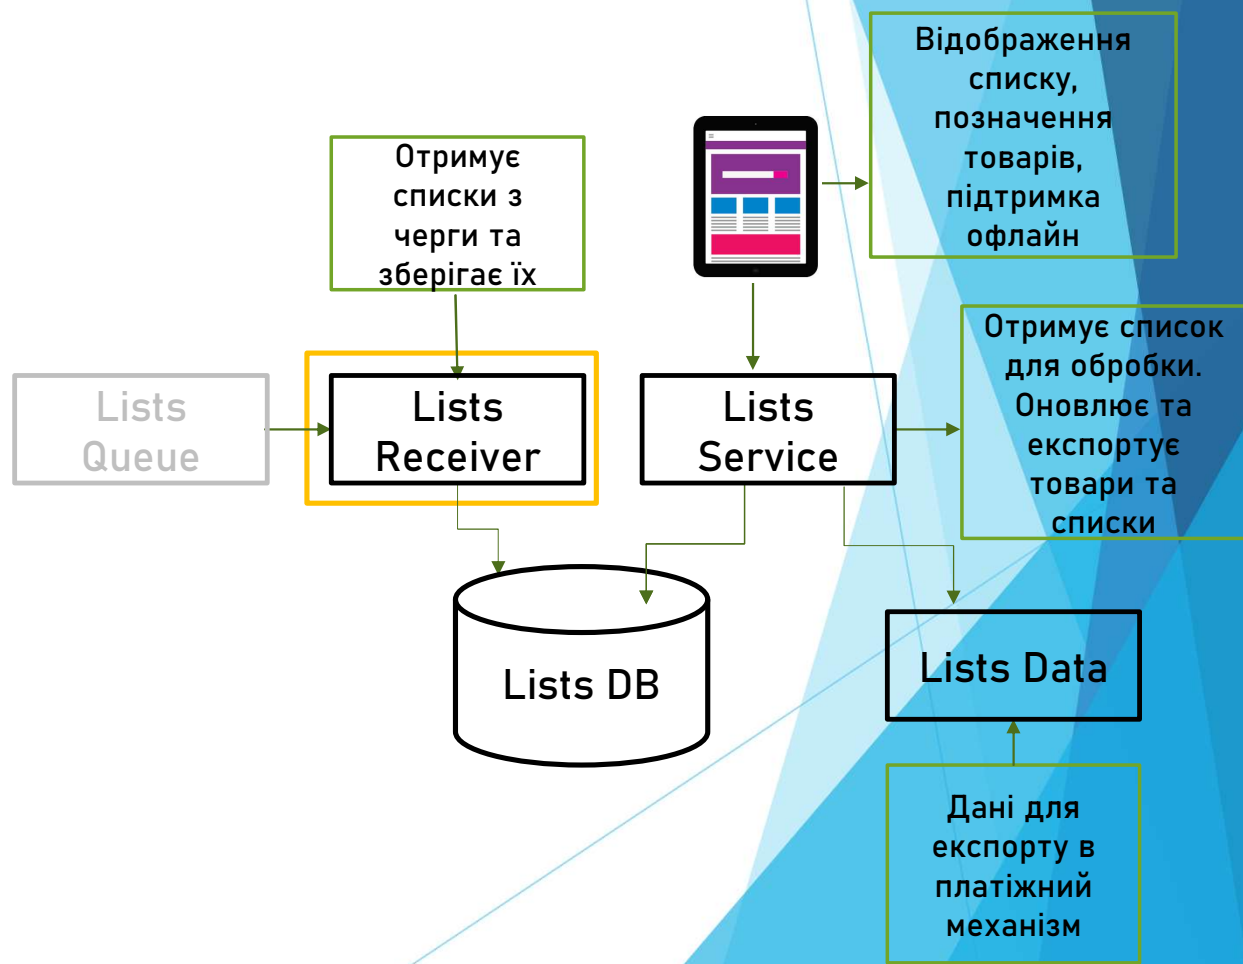 Відображення
списку,
позначення
товарів,
підтримка
офлайн
Отримує
списки з
черги та
зберігає їх
Отримує список
для обробки.
Оновлює та
експортує
товари та
списки
Lists
Queue
Lists
Receiver
Lists
Service
Lists DB
Lists Data
Дані для
експорту в
платіжний
механізм